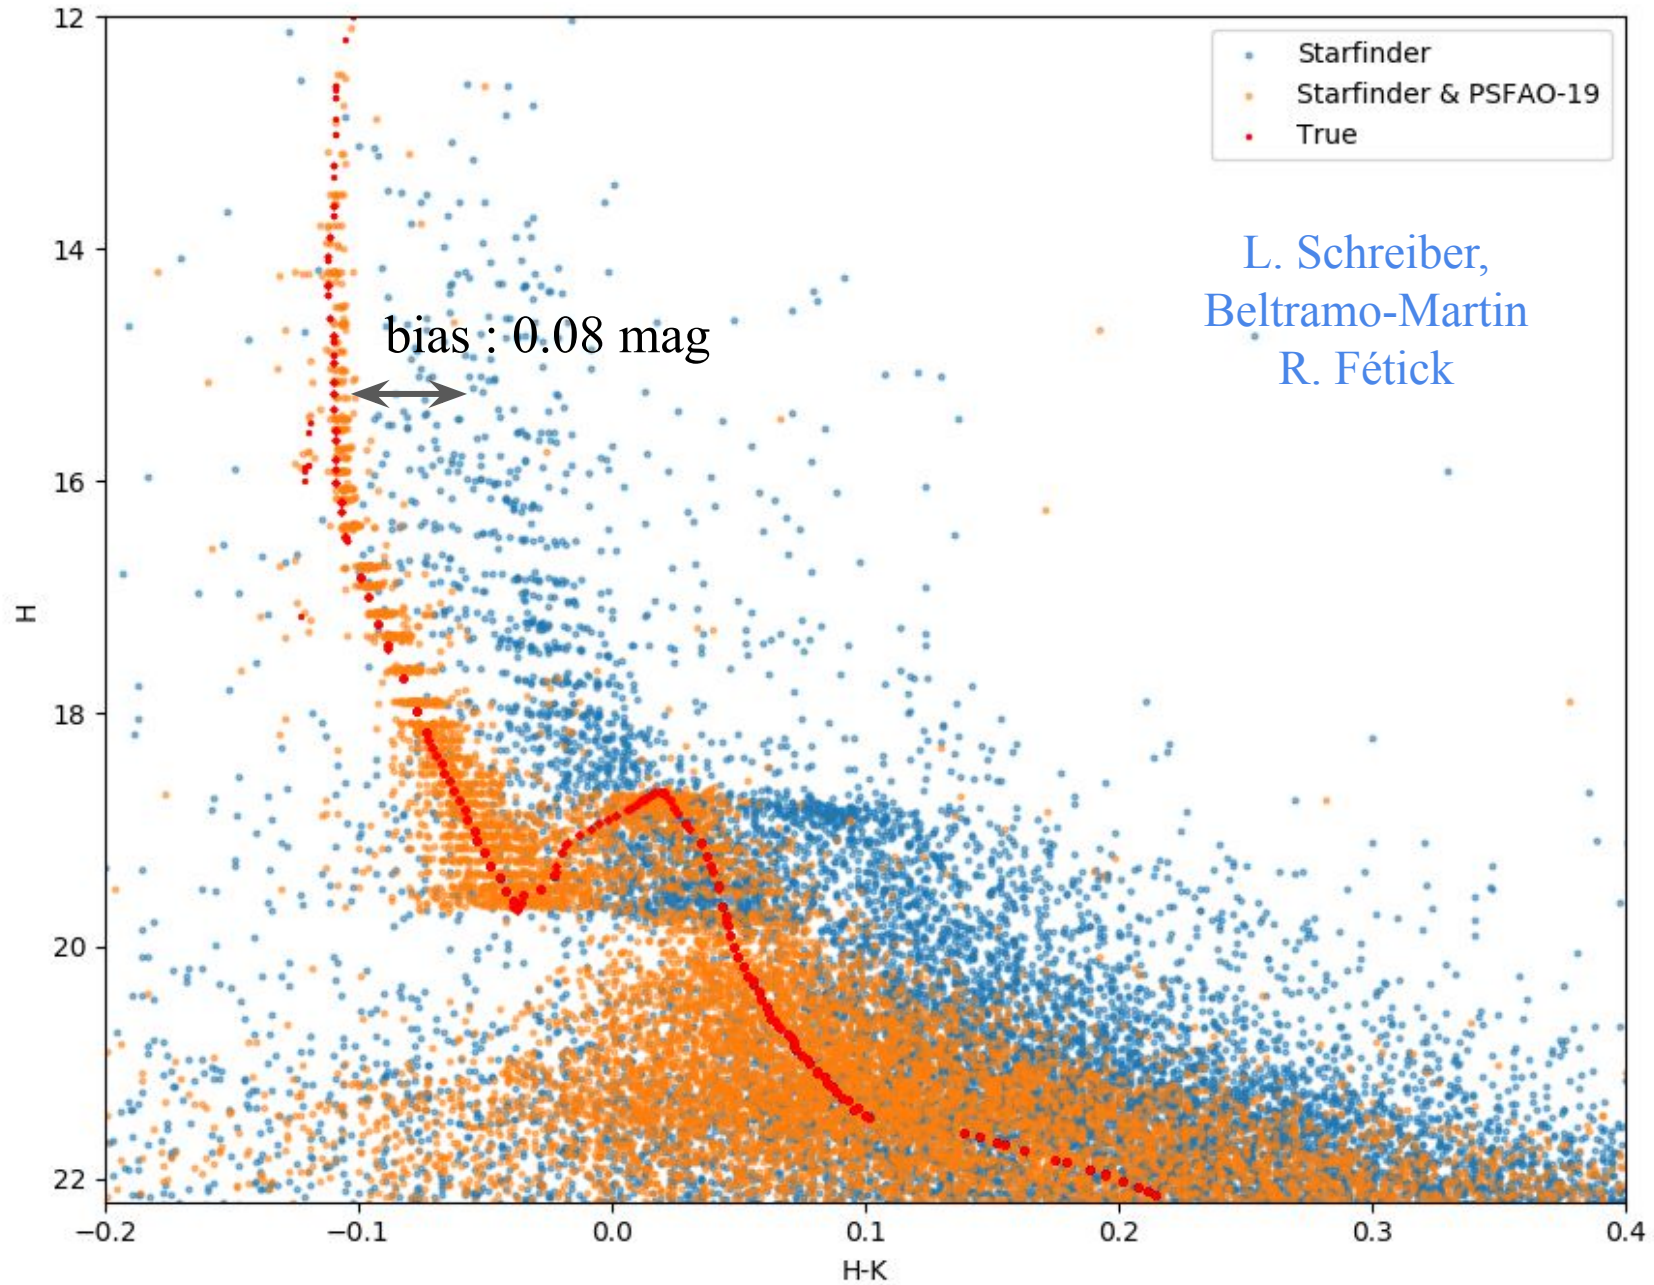 12
14
16
18
20
22
H
−0.2
−0.1
0.0
0.1
0.2
0.3
0.4
H-K
Starfinder
Starfinder & PSFAO-19
True
L. Schreiber,
Beltramo-Martin
R. Fétick
bias : 0.08 mag